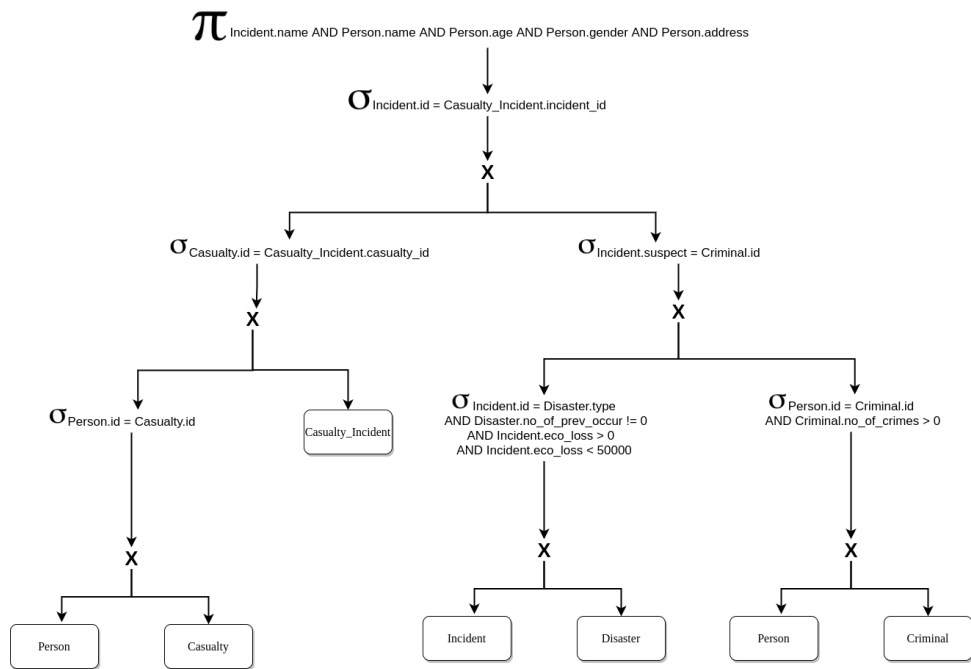 π Incident.name AND Person.name AND Person.age AND Person.gender AND Person.address
σ Incident.id = Casualty_Incident.incident_id
X
σ Casualty.id = Casualty_Incident.casualty_id
σ Incident.suspect = Criminal.id
X
X
σ Person.id = Casualty.id
Casualty_Incident
σ Incident.id = Disaster.type
AND Disaster.no_of_prev_occur != 0
AND Incident.eco_loss > 0
AND Incident.eco_loss < 50000
σ Person.id = Criminal.id
AND Criminal.no_of_crimes > 0
X
X
X
Person
Casualty
Incident
Disaster
Person
Criminal